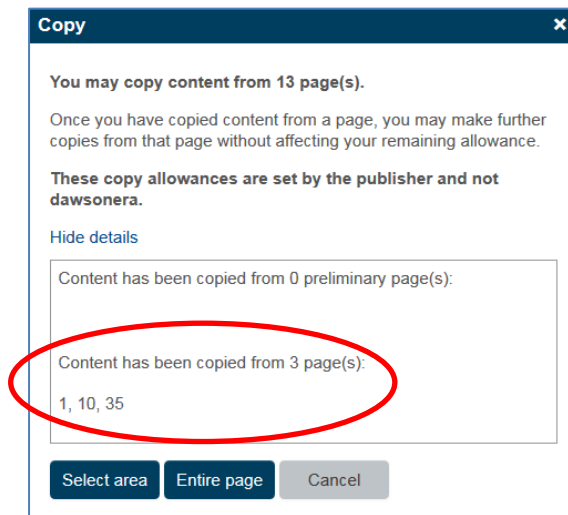 Copy
You may copy content from 13 page(s).
Once you have copied content from a page, you may make further
copies from that page without affecting your remaining allowance.
These copy allowances are set by the publisher and not
dawsonera.
Hide details
Content has been copied from 0 preliminary page(s):
Content has been copied from 3 page(s):
1, 10, 35
Select area Entire page Cancel